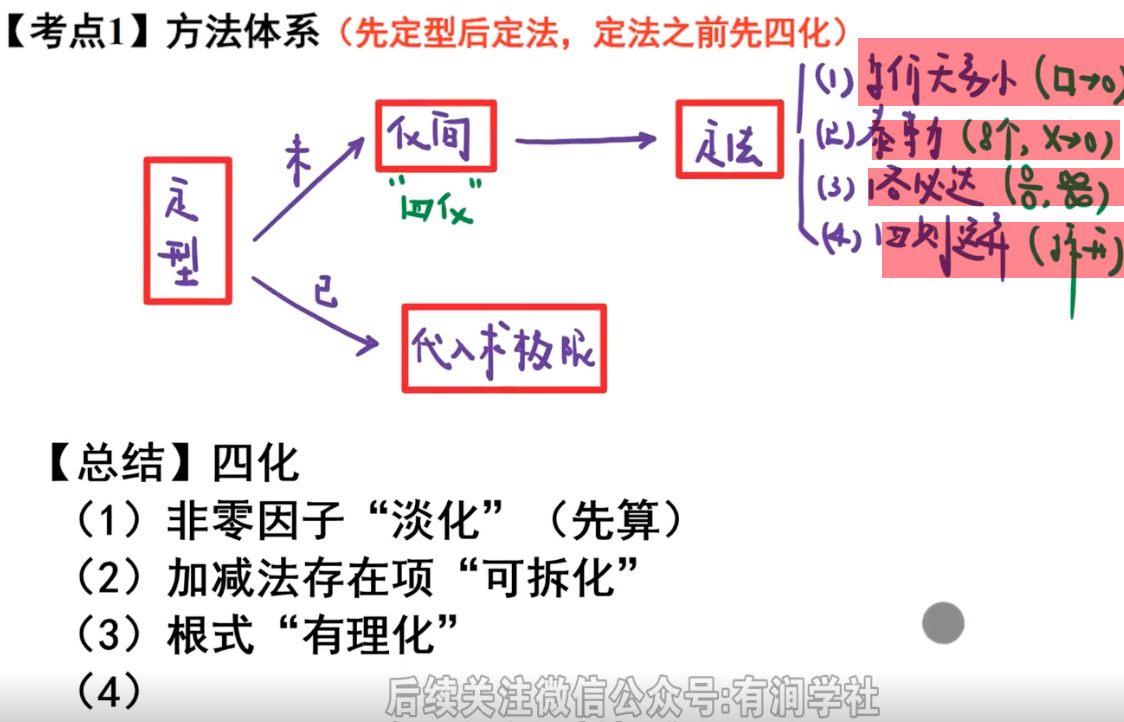 【考点1】方法体系（先定型后定法，定法之前先四化）
(1) 等价无穷小 (口→0)
(2) 泰勒 (8个, x→0)
(3) 洛必达 (0/0, ∞/∞)
(4) 四则运算 (拆开)
未
化简
定法
"四化"
定型
已
代入求极限
【总结】四化
（1）非零因子“淡化”（先算）
（2）加减法存在项“可拆化”
（3）根式“有理化”
（4）
后续关注微信公众号:有润学社